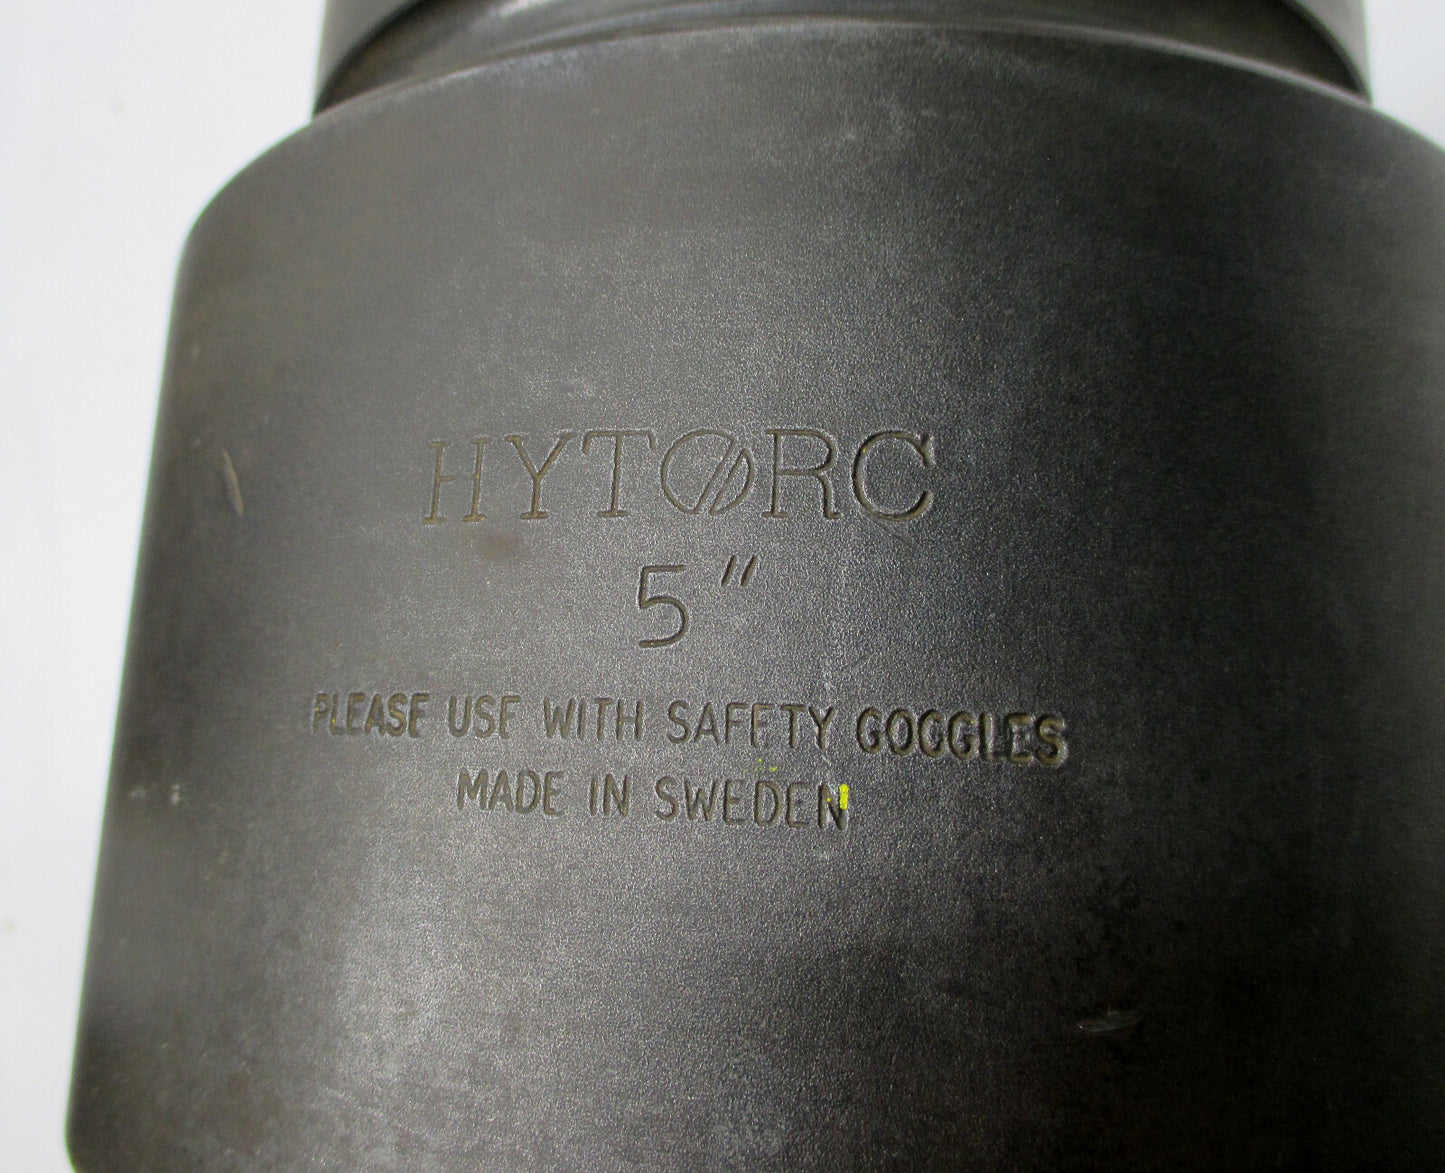 HYTORC
5"
PLEASE USE WITH SAFETY GOGGLES
MADE IN SWEDEN